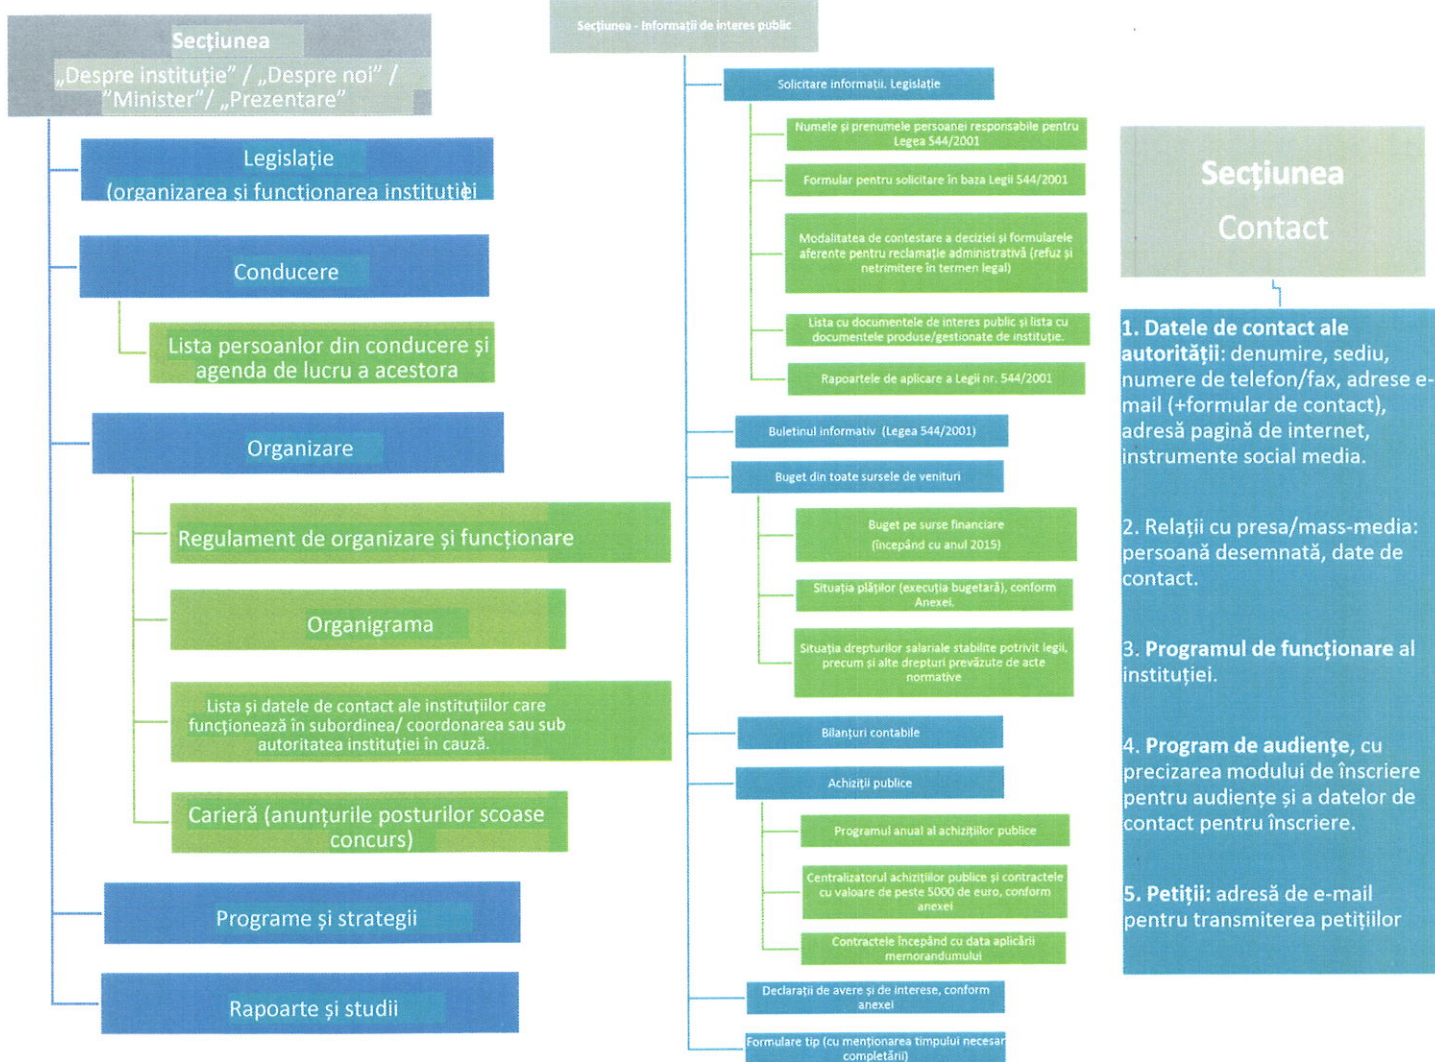 Secțiunea
„Despre instituție” / „Despre noi” /
”Minister”/ „Prezentare”
Legislație
(organizarea și funcționarea instituției)
Conducere
Lista persoanlor din conducere și
agenda de lucru a acestora
Organizare
Regulament de organizare și funcționare
Organigrama
Lista și datele de contact ale instituțiilor care
funcționează în subordinea/ coordonarea sau sub
autoritatea instituției în cauză.
Carieră (anunțurile posturilor scoase
concurs)
Programe și strategii
Rapoarte și studii
Secțiunea - Informații de interes public
Solicitare informații. Legislație
Numele și prenumele persoanei responsabile pentru
Legea 544/2001
Formular pentru solicitare în baza Legii 544/2001
Modalitatea de contestare a deciziei și formularele
aferente pentru reclamație administrativă (refuz și
netrimitere în termen legal)
Lista cu documentele de interes public și lista cu
documentele produse/gestionate de instituție.
Rapoartele de aplicare a Legii nr. 544/2001
Buletinul informativ (Legea 544/2001)
Buget din toate sursele de venituri
Buget pe surse financiare
(începând cu anul 2015)
Situația plăților (execuția bugetară), conform
Anexei.
Situația drepturilor salariale stabilite potrivit legii,
precum și alte drepturi prevăzute de acte
normative
Bilanțuri contabile
Achiziții publice
Programul anual al achizițiilor publice
Centralizatorul achizițiilor publice și contractele
cu valoare de peste 5000 de euro, conform
anexei
Contractele începând cu data aplicării
memorandumului
Declarații de avere și de interese, conform
anexei
Formulare tip (cu menționarea timpului necesar
completării)
Secțiunea
Contact
1. Datele de contact ale
autorității: denumire, sediu,
numere de telefon/fax, adrese e-
mail (+formular de contact),
adresă pagină de internet,
instrumente social media.
2. Relații cu presa/mass-media:
persoană desemnată, date de
contact.
3. Programul de funcționare al
instituției.
4. Program de audiențe, cu
precizarea modului de înscriere
pentru audiențe și a datelor de
contact pentru înscriere.
5. Petiții: adresă de e-mail
pentru transmiterea petițiilor